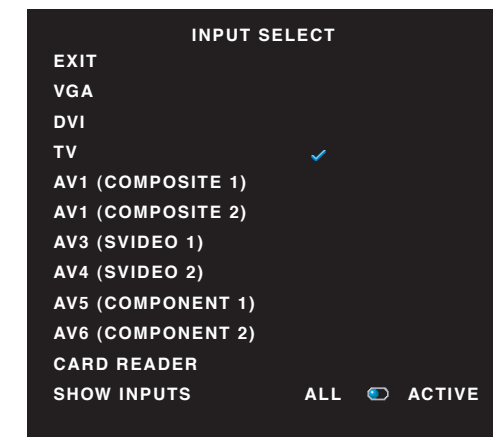 INPUT SELECT
EXIT
VGA
DVI
TV
AV1 (COMPOSITE 1)
AV1 (COMPOSITE 2)
AV3 (SVIDEO 1)
AV4 (SVIDEO 2)
AV5 (COMPONENT 1)
AV6 (COMPONENT 2)
CARD READER
SHOW INPUTS ALL ACTIVE